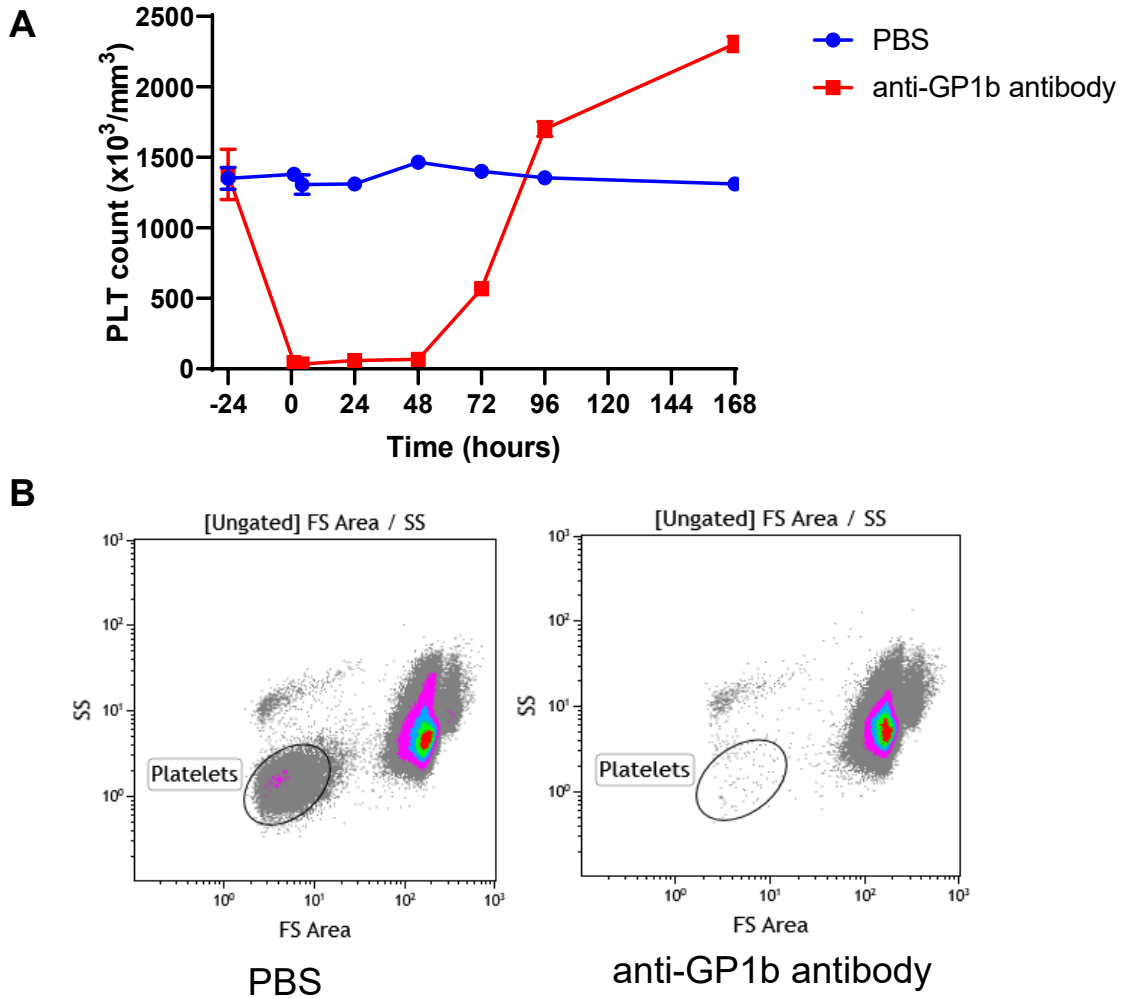 A
PLT count (x10³/mm³)
2500
2000
1500
1000
500
0
-24 0 24 48 72 96 120 144 168
Time (hours)
PBS
anti-GP1b antibody
B
[Ungated] FS Area / SS
SS
10³
10²
10¹
10⁰
Platelets
10⁰ 10¹ 10² 10³
FS Area
PBS
[Ungated] FS Area / SS
SS
10³
10²
10¹
10⁰
Platelets
10⁰ 10¹ 10² 10³
FS Area
anti-GP1b antibody